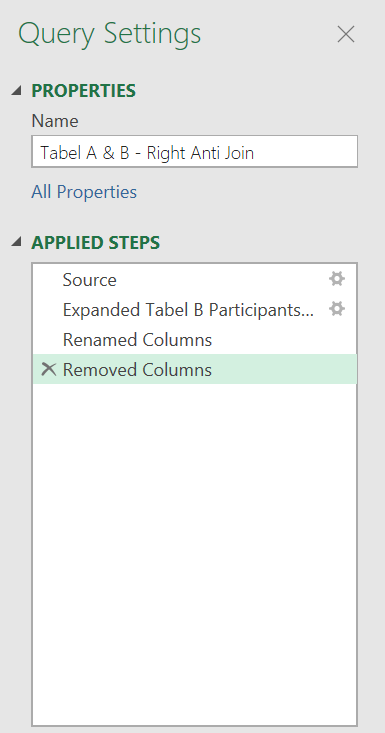 Query Settings
PROPERTIES
Name
Tabel A & B - Right Anti Join
All Properties
APPLIED STEPS
Source
Expanded Tabel B Participants...
Renamed Columns
Removed Columns